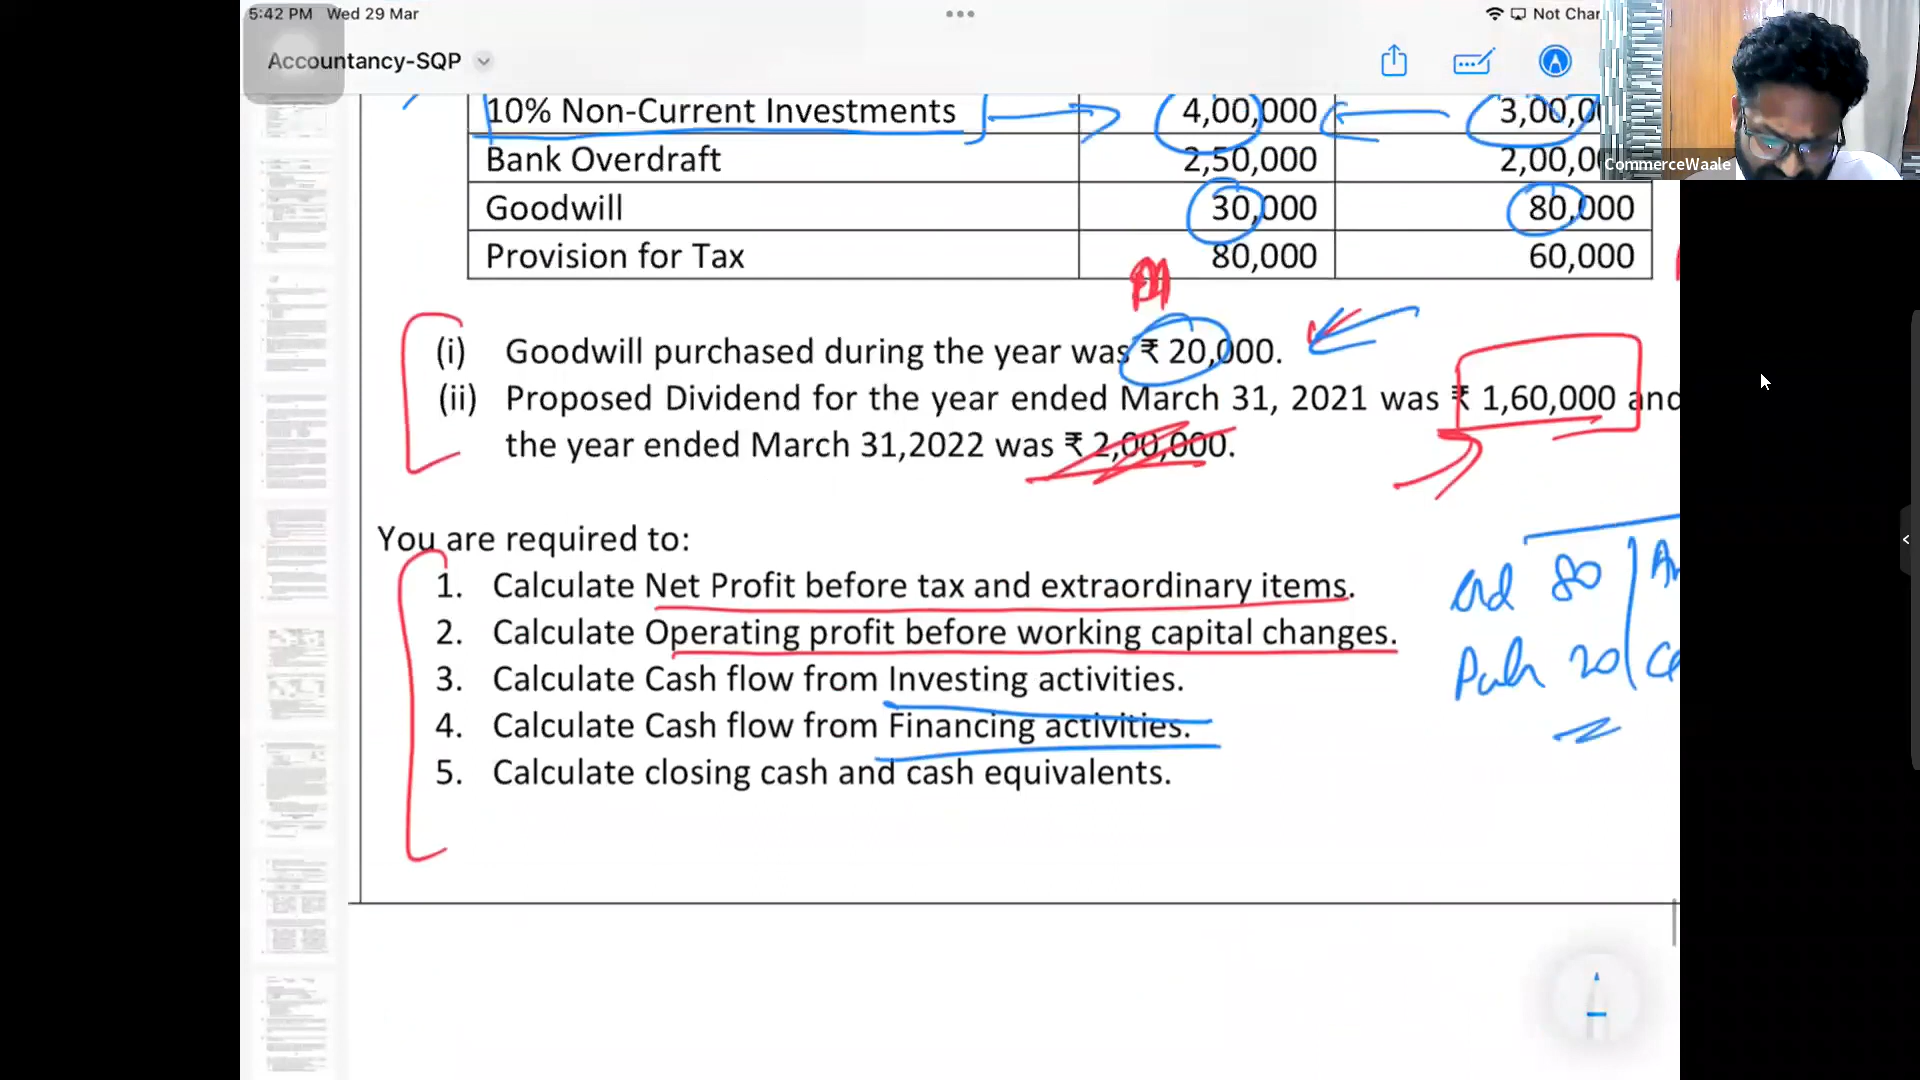 5:42 PM Wed 29 Mar
Not Char
Accountancy-SQP
CommerceWaale
10% Non-Current Investments 4,00,000 3,00,0
Bank Overdraft 2,50,000 2,00,0
Goodwill 30,000 80,000
Provision for Tax 80,000 60,000
(i) Goodwill purchased during the year was ₹ 20,000.
(ii) Proposed Dividend for the year ended March 31, 2021 was ₹ 1,60,000 and
the year ended March 31,2022 was ₹ 2,00,000.
You are required to:
1. Calculate Net Profit before tax and extraordinary items.
2. Calculate Operating profit before working capital changes.
3. Calculate Cash flow from Investing activities.
4. Calculate Cash flow from Financing activities.
5. Calculate closing cash and cash equivalents.
80
20